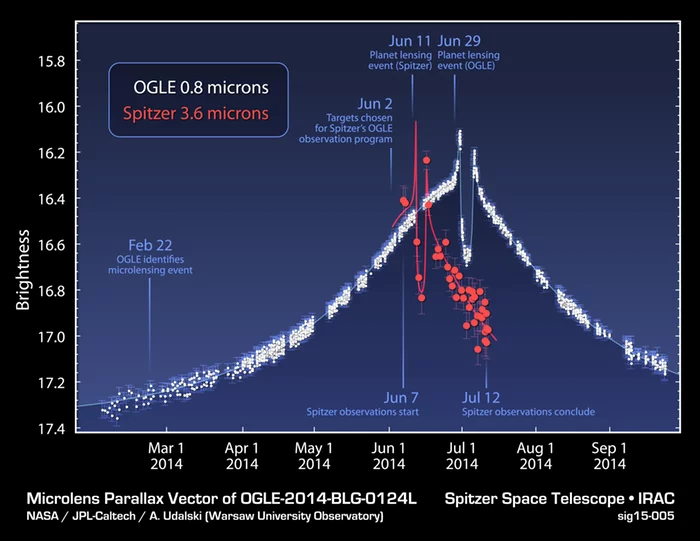 Jun 11 Jun 29
Planet lensing Planet lensing
event (Spitzer) event (OGLE)
15.8
OGLE 0.8 microns
Spitzer 3.6 microns
Jun 2
Targets chosen
for Spitzer's OGLE
observation program
16.0
16.2
16.4
16.6
Brightness
Feb 22
OGLE identifies
microlensing event
16.8
17.0
17.2
Jun 7
Spitzer observations start
Jul 12
Spitzer observations conclude
17.4
Mar 1 Apr 1 May 1 Jun 1 Jul 1 Aug 1 Sep 1
2014 2014 2014 2014 2014 2014 2014
Microlens Parallax Vector of OGLE-2014-BLG-0124L Spitzer Space Telescope • IRAC
NASA / JPL-Caltech / A. Udalski (Warsaw University Observatory) sig15-005